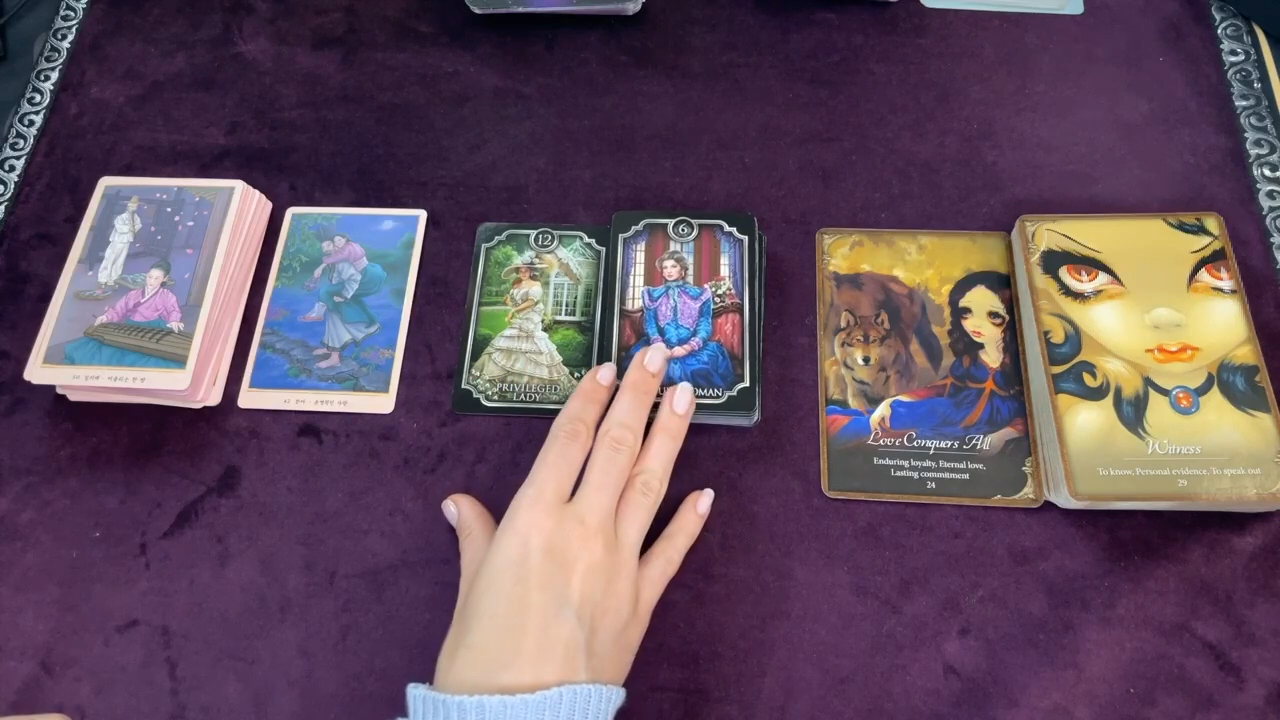 12
PRIVILEGED
LADY
6
Love Conquers All
Enduring loyalty, Eternal love,
Lasting commitment
24
Witness
To know, Personal evidence, To speak out
29